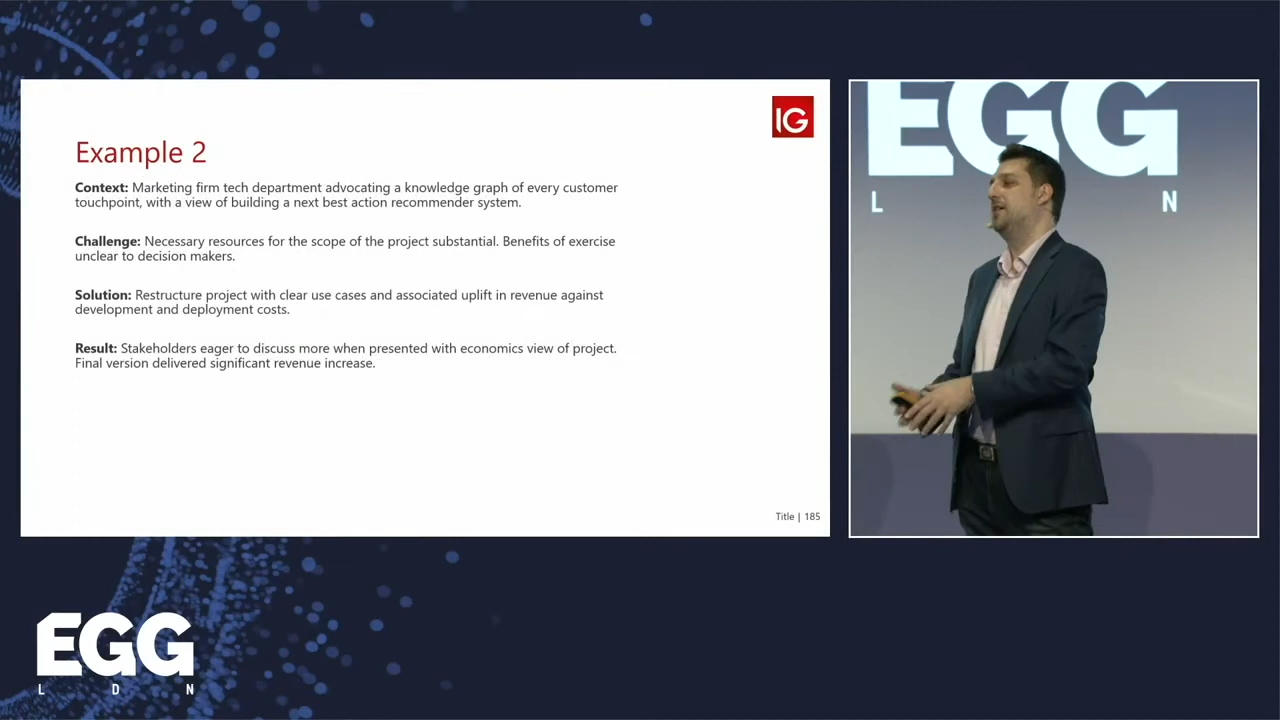 IG
Example 2
Context: Marketing firm tech department advocating a knowledge graph of every customer
touchpoint, with a view of building a next best action recommender system.
Challenge: Necessary resources for the scope of the project substantial. Benefits of exercise
unclear to decision makers.
Solution: Restructure project with clear use cases and associated uplift in revenue against
development and deployment costs.
Result: Stakeholders eager to discuss more when presented with economics view of project.
Final version delivered significant revenue increase.
Title | 185
EGG
L N
EGG
L D N